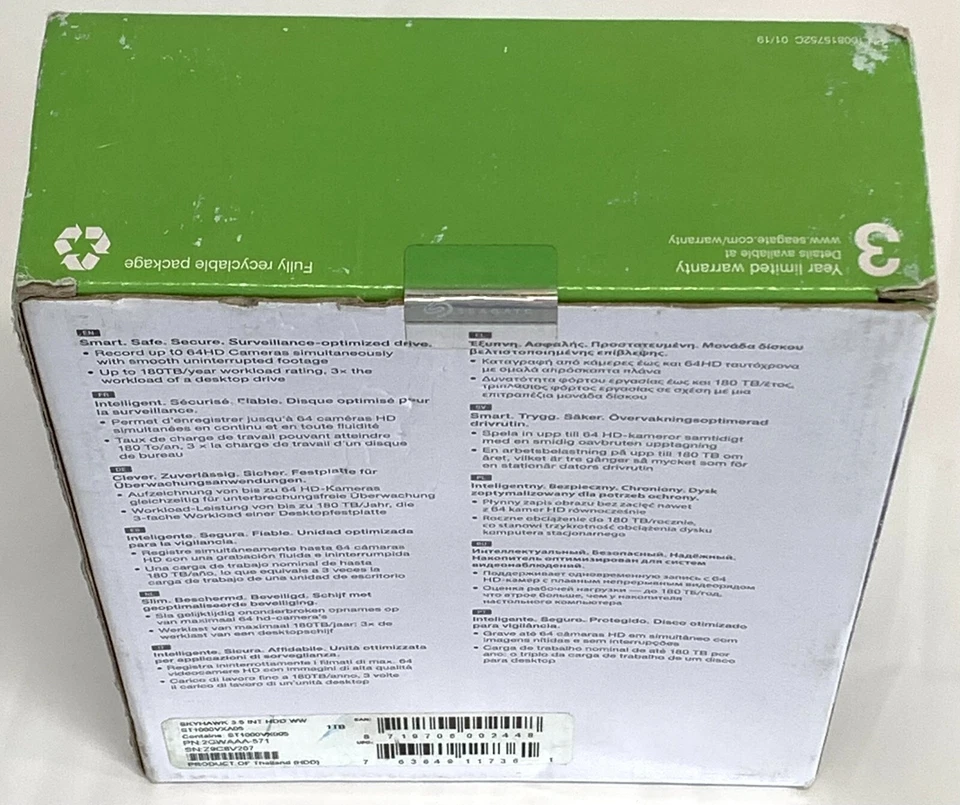 100815752C 01/19
3
Year limited warranty
Details available at
www.seagate.com/warranty
Fully recyclable package
SEAGATE
EN
Smart. Safe. Secure. Surveillance-optimized drive.
• Record up to 64HD Cameras simultaneously
with smooth uninterrupted footage
• Up to 180TB/year workload rating, 3x the
workload of a desktop drive
FR
Intelligent. Sécurisé. Fiable. Disque optimisé pour
la surveillance.
• Permet d'enregistrer jusqu'à 64 caméras HD
simultanées en continu et en toute fluidité
• Taux de charge de travail pouvant atteindre
180 To/an, 3 x la charge de travail d'un disque
de bureau
DE
Clever. Zuverlässig. Sicher. Festplatte für
Überwachungsanwendungen.
• Aufzeichnung von bis zu 64 HD-Kameras
gleichzeitig für unterbrechungsfreie Überwachung
• Workload-Leistung von bis zu 180 TB/Jahr, die
3-fache Workload einer Desktopfestplatte
ES
Inteligente. Segura. Fiable. Unidad optimizada
para la vigilancia.
• Registre simultáneamente hasta 64 cámaras
HD con una grabación fluida e ininterrumpida
• Una carga de trabajo nominal de hasta
180 TB/año, lo que equivale a 3 veces la
carga de trabajo de una unidad de escritorio
NL
Slim. Beschermd. Beveiligd. Schijf met
geoptimaliseerde beveiliging.
• Sla gelijktijdig ononderbroken opnames op
van maximaal 64 hd-camera's
• Werklast van maximaal 180TB/jaar: 3x de
werklast van een desktopschijf
IT
Intelligente. Sicura. Affidabile. Unità ottimizzata
per applicazioni di sorveglianza.
• Registra ininterrottamente i filmati di max. 64
videocamere HD con immagini di alta qualità
• Carico di lavoro fino a 180TB/anno, 3 volte
il carico di lavoro di un'unità desktop
EL
Έξυπνη. Ασφαλής. Προστατευμένη. Μονάδα δίσκου
βελτιστοποιημένης επίβλεψης.
• Καταγραφή από κάμερες έως και 64HD ταυτόχρονα
με ομαλά απρόσκοπτα πλάνα
• Δυνατότητα φόρτου εργασίας έως και 180 TB/έτος,
τριπλάσιος φόρτος εργασίας σε σχέση με μια
επιτραπέζια μονάδα δίσκου
SV
Smart. Trygg. Säker. Övervakningsoptimerad
drivrutin.
• Spela in upp till 64 HD-kameror samtidigt
med en smidig oavbruten upptagning
• En arbetsbelastning på upp till 180 TB om
året, vilket är tre gånger så mycket som för
en stationär dators drivrutin
PL
Inteligentny. Bezpieczny. Chroniony. Dysk
zoptymalizowany dla potrzeb ochrony.
• Płynny zapis obrazu bez zacięć nawet
z 64 kamer HD równocześnie
• Roczne obciążenie do 180 TB/rocznie,
co stanowi trzykrotność obciążenia dysku
komputera stacjonarnego
RU
Интеллектуальный. Безопасный. Надёжный.
Накопитель оптимизирован для систем
видеонаблюдений.
• Поддерживает одновременную запись с 64
HD-камер с плавным непрерывным видеорядом
• Оценка рабочей нагрузки — до 180 ТБ/год,
что втрое больше, чем у накопителя
настольного компьютера
PT
Inteligente. Seguro. Protegido. Disco otimizado
para vigilância.
• Grave até 64 câmaras HD em simultâneo com
imagens nítidas e sem interrupções
• Carga de trabalho nominal de até 180 TB por
ano: o triplo da carga de trabalho de um disco
para desktop
SKYHAWK 3.5 INT HDD WW 1TB
ST1000VXA05
Contains: ST1000VX005
PN:2GWAAA-571
SN:Z9C8V207
PRODUCT OF Thailand (HDD)
EAN:
8 719706 002448
UPC:
7 63649 11736 1